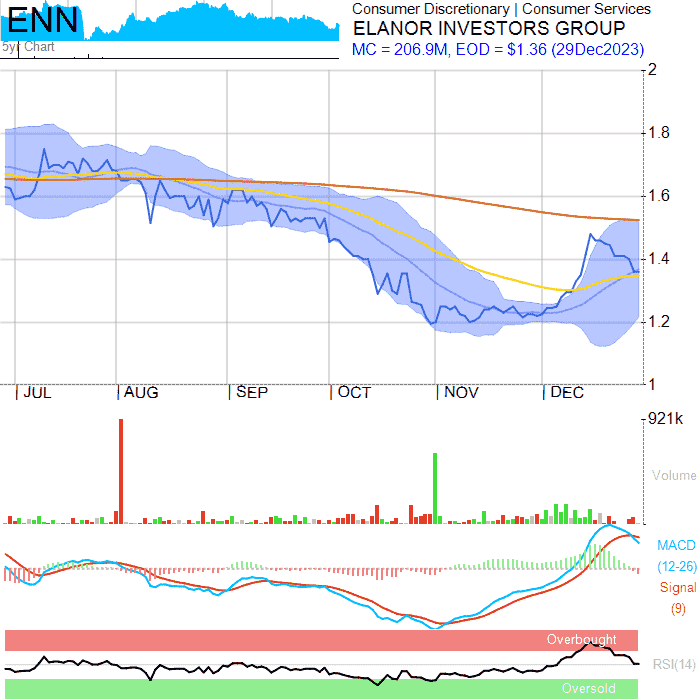 ENN
5yr Chart
Consumer Discretionary | Consumer Services
ELANOR INVESTORS GROUP
MC = 206.9M, EOD = $1.36 (29Dec2023)
2
1.8
1.6
1.4
1.2
1
JUL AUG SEP OCT NOV DEC
921k
Volume
MACD
(12-26)
Signal
(9)
Overbought
RSI(14)
Oversold